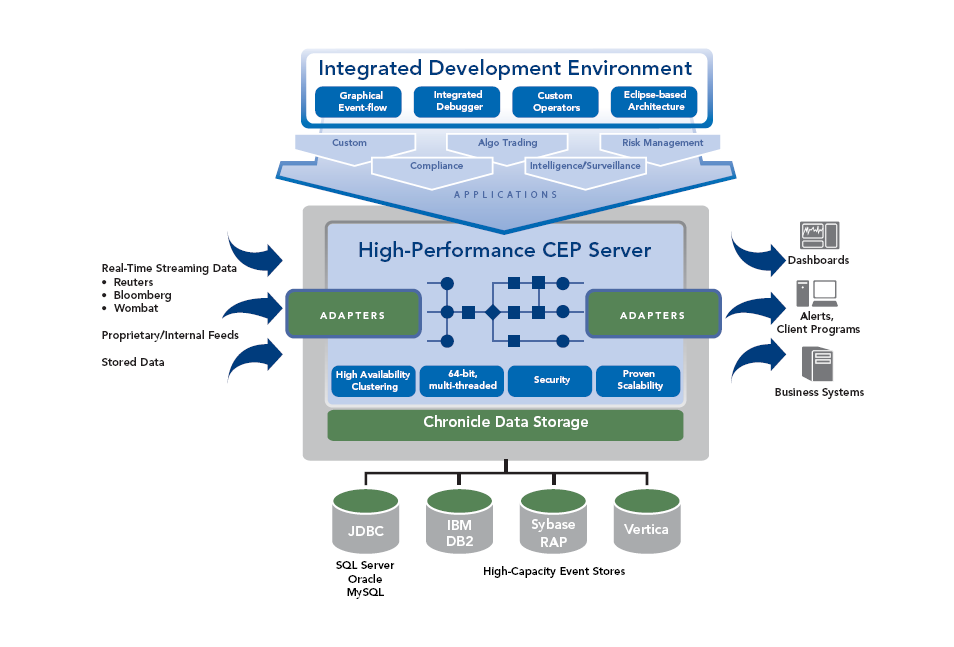 Integrated Development Environment
Graphical
Event-flow
Integrated
Debugger
Custom
Operators
Eclipse-based
Architecture
Custom
Algo Trading
Risk Management
Compliance
Intelligence/Surveillance
APPLICATIONS
High-Performance CEP Server
Real-Time Streaming Data
• Reuters
• Bloomberg
• Wombat
Proprietary/Internal Feeds
Stored Data
ADAPTERS
ADAPTERS
Dashboards
Alerts,
Client Programs
Business Systems
High Availability
Clustering
64-bit,
multi-threaded
Security
Proven
Scalability
Chronicle Data Storage
JDBC
IBM
DB2
Sybase
RAP
Vertica
SQL Server
Oracle
MySQL
High-Capacity Event Stores